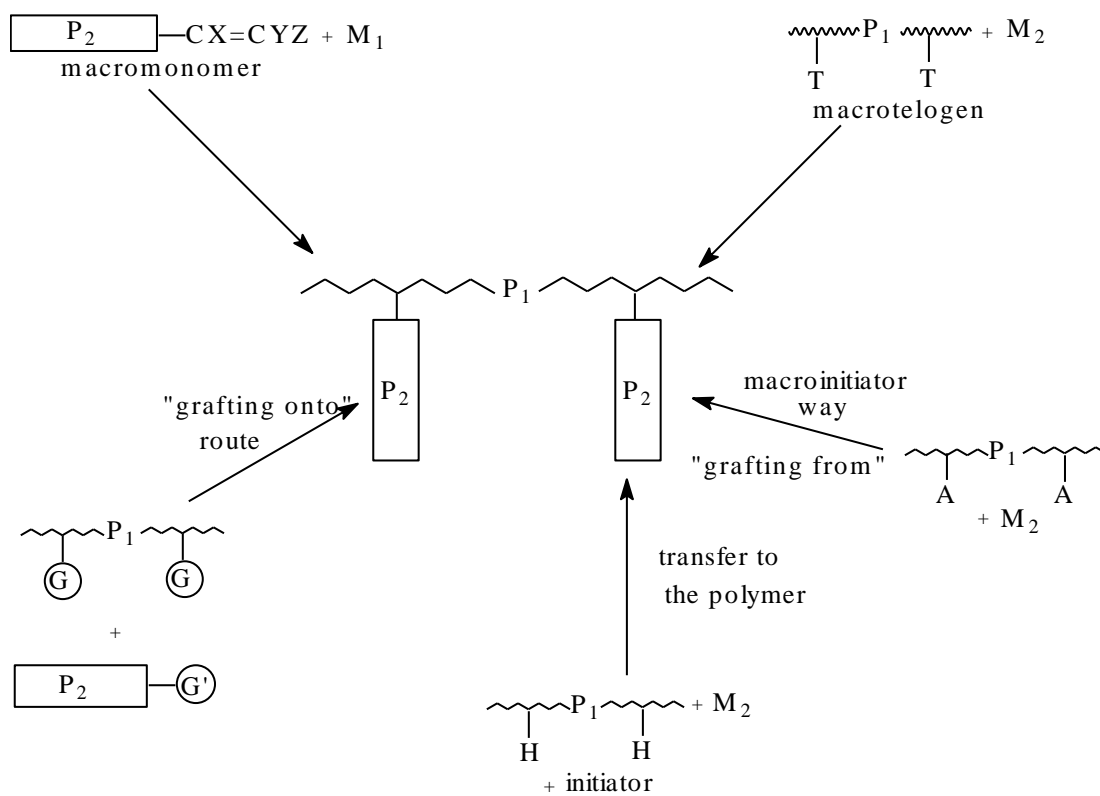 P2 CX=CYZ + M1
macromonomer
P1 + M2
T T
macrotelogen
P1
P2
P2
"grafting onto"
route
macroinitiator
way
"grafting from"
P1
A A
+ M2
P1
G G
+
P2 G'
transfer to
the polymer
P1 + M2
H H
+ initiator